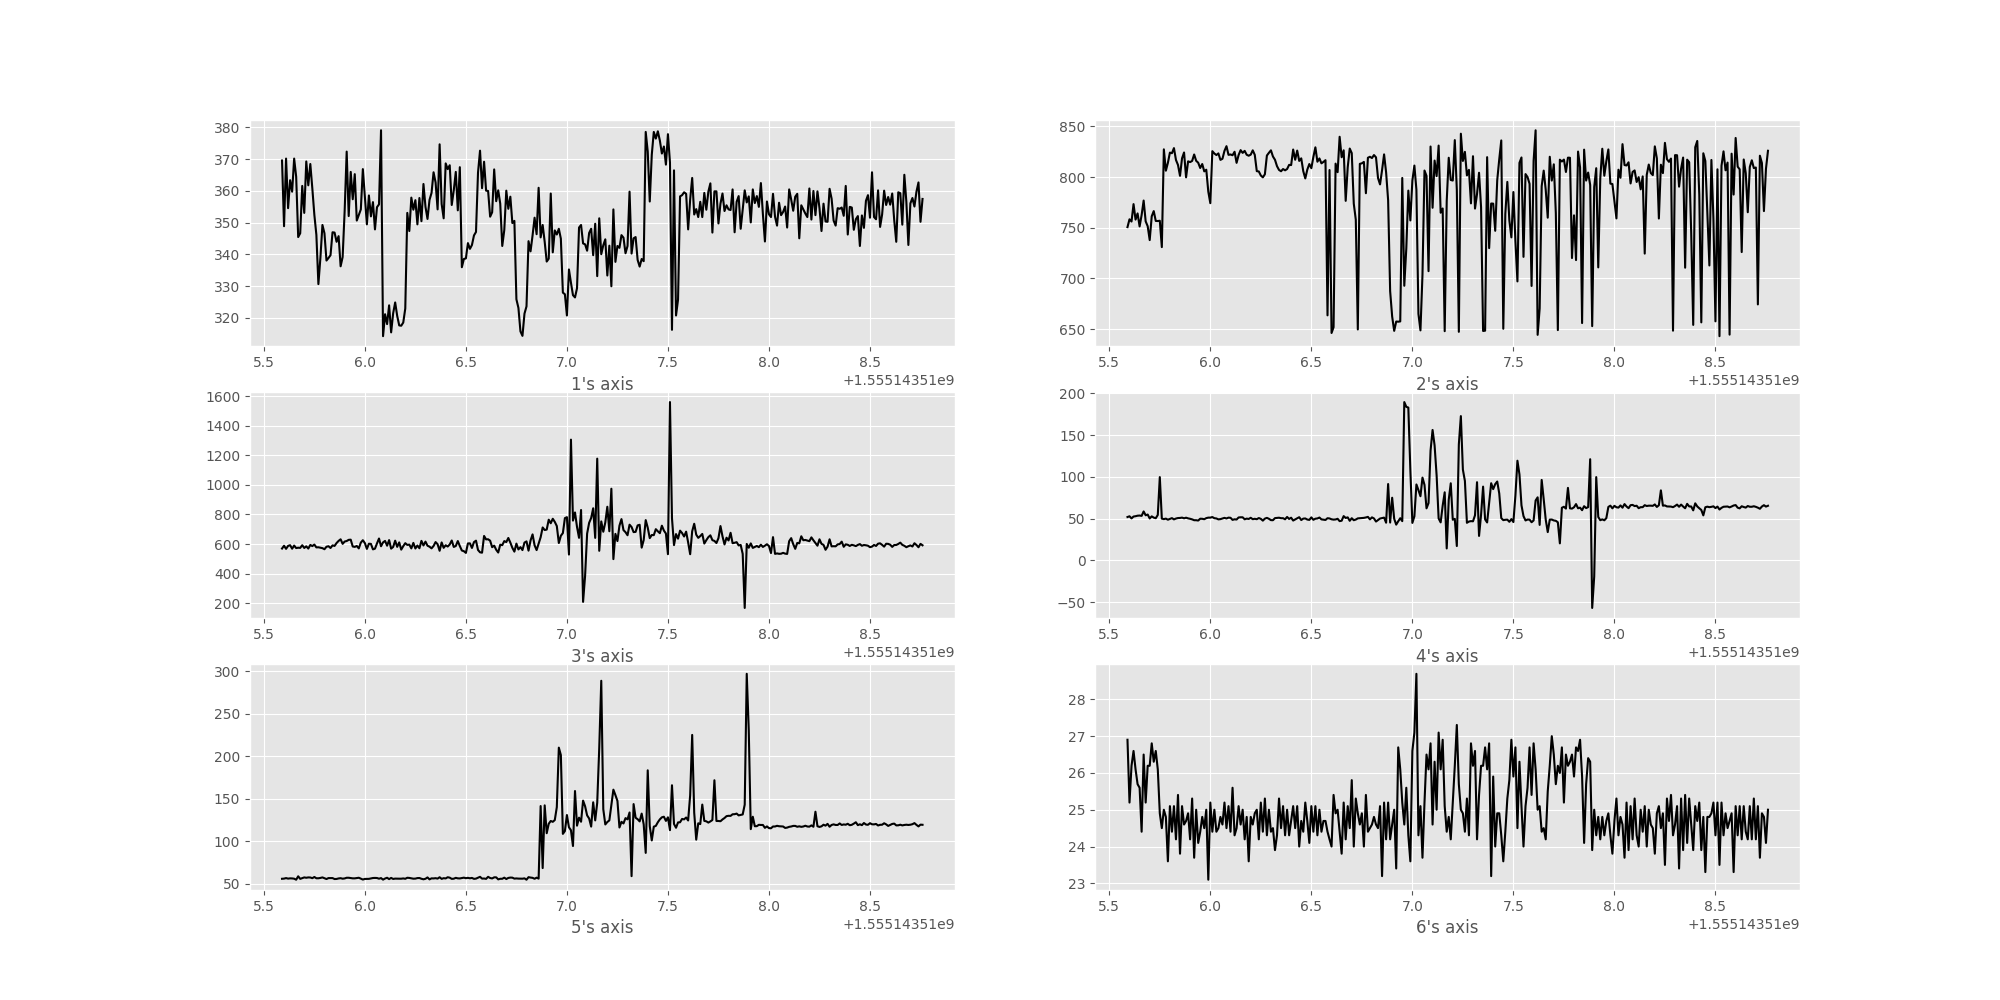 380
370
360
350
340
330
320
5.5 6.0 6.5 7.0 7.5 8.0 8.5
+1.55514351e9
1's axis
850
800
750
700
650
5.5 6.0 6.5 7.0 7.5 8.0 8.5
+1.55514351e9
2's axis
1600
1400
1200
1000
800
600
400
200
5.5 6.0 6.5 7.0 7.5 8.0 8.5
+1.55514351e9
3's axis
200
150
100
50
0
−50
5.5 6.0 6.5 7.0 7.5 8.0 8.5
+1.55514351e9
4's axis
300
250
200
150
100
50
5.5 6.0 6.5 7.0 7.5 8.0 8.5
+1.55514351e9
5's axis
28
27
26
25
24
23
5.5 6.0 6.5 7.0 7.5 8.0 8.5
+1.55514351e9
6's axis